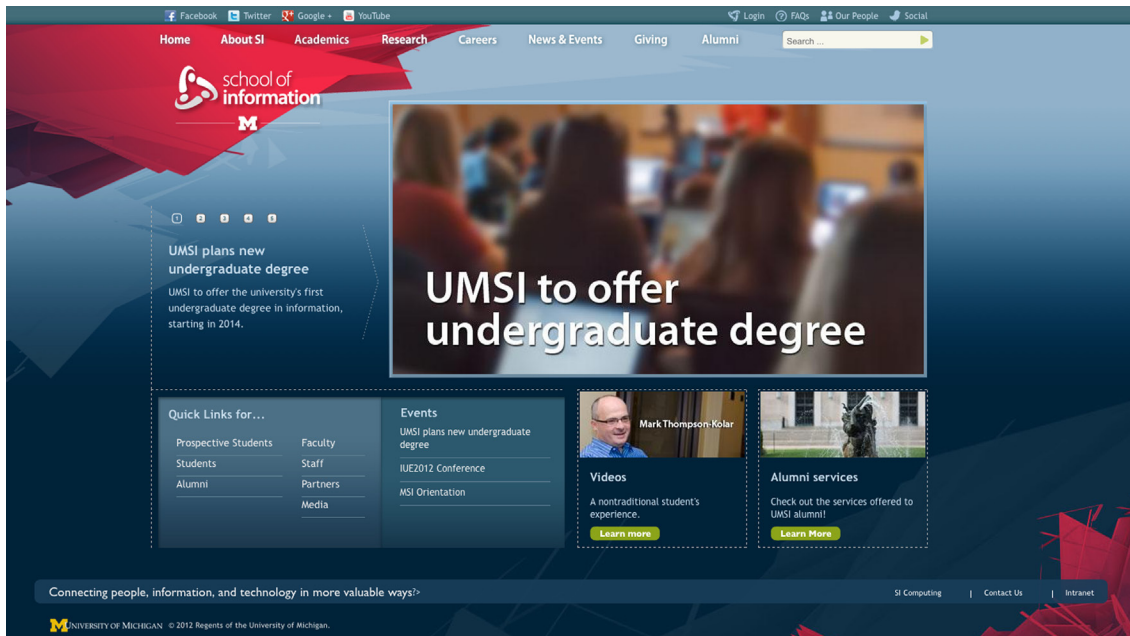 Facebook Twitter Google + YouTube Login FAQs Our People Social
Home About SI Academics Research Careers News & Events Giving Alumni Search ...
school of
information
M
1 2 3 4 5
UMSI plans new
undergraduate degree
UMSI to offer the university's first
undergraduate degree in information,
starting in 2014.
UMSI to offer
undergraduate degree
Quick Links for...
Prospective Students
Students
Alumni
Faculty
Staff
Partners
Media
Events
UMSI plans new undergraduate
degree
IUE2012 Conference
MSI Orientation
Mark Thompson-Kolar
Videos
A nontraditional student's
experience.
Learn more
Alumni services
Check out the services offered to
UMSI alumni!
Learn More
Connecting people, information, and technology in more valuable ways?>
SI Computing | Contact Us | Intranet
M UNIVERSITY OF MICHIGAN © 2012 Regents of the University of Michigan.